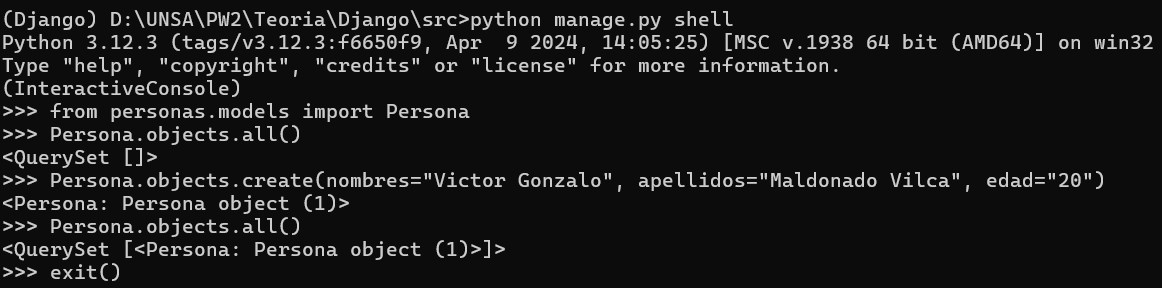 (Django) D:\UNSA\PW2\Teoria\Django\src>python manage.py shell
Python 3.12.3 (tags/v3.12.3:f6650f9, Apr  9 2024, 14:05:25) [MSC v.1938 64 bit (AMD64)] on win32
Type "help", "copyright", "credits" or "license" for more information.
(InteractiveConsole)
>>> from personas.models import Persona
>>> Persona.objects.all()
<QuerySet []>
>>> Persona.objects.create(nombres="Victor Gonzalo", apellidos="Maldonado Vilca", edad="20")
<Persona: Persona object (1)>
>>> Persona.objects.all()
<QuerySet [<Persona: Persona object (1)>]>
>>> exit()